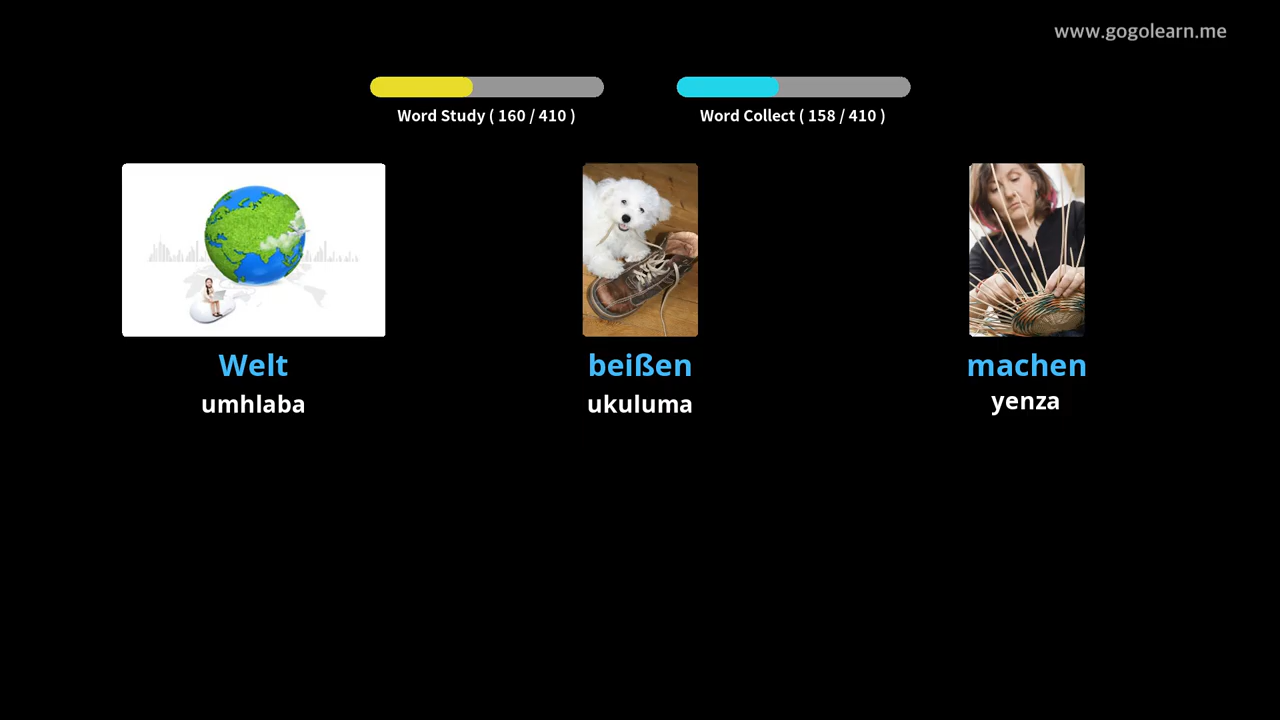 www.gogolearn.me
Word Study ( 160 / 410 )
Word Collect ( 158 / 410 )
Welt
umhlaba
beißen
ukuluma
machen
yenza